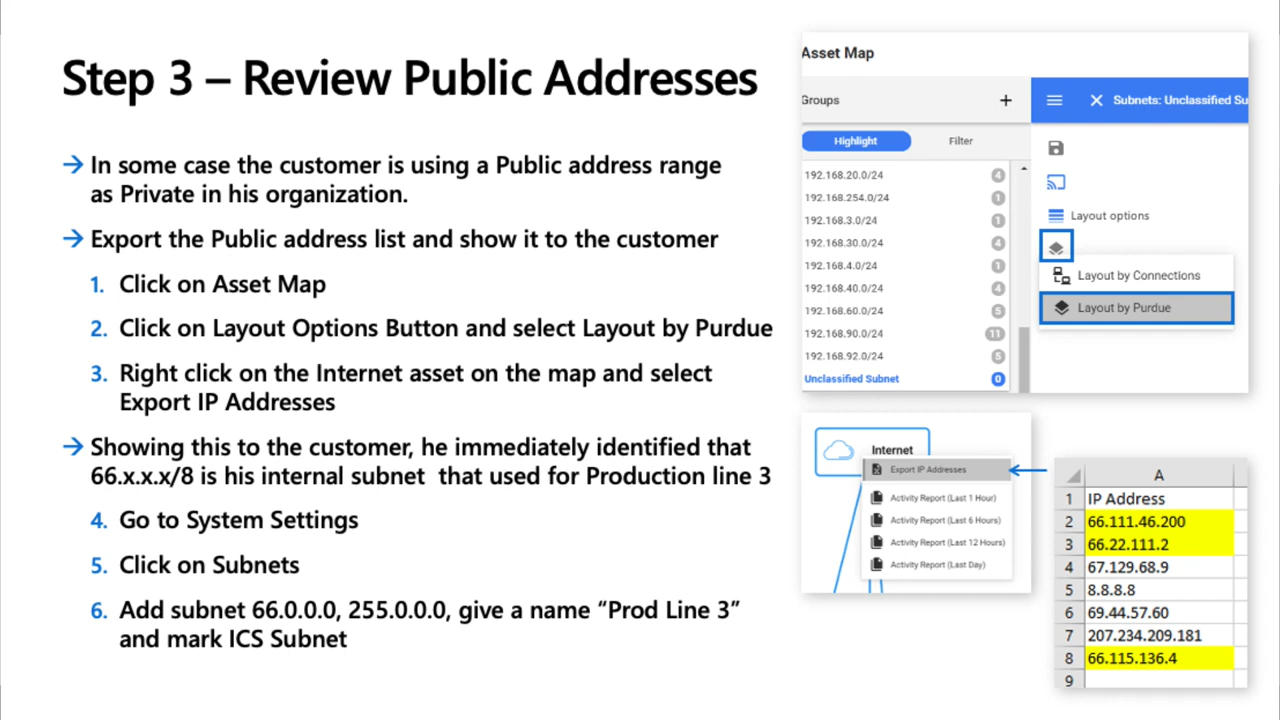 Step 3 – Review Public Addresses
→ In some case the customer is using a Public address range
as Private in his organization.
→ Export the Public address list and show it to the customer
1. Click on Asset Map
2. Click on Layout Options Button and select Layout by Purdue
3. Right click on the Internet asset on the map and select
Export IP Addresses
→ Showing this to the customer, he immediately identified that
66.x.x.x/8 is his internal subnet that used for Production line 3
4. Go to System Settings
5. Click on Subnets
6. Add subnet 66.0.0.0, 255.0.0.0, give a name “Prod Line 3”
and mark ICS Subnet
Asset Map
Groups +
Highlight Filter
192.168.20.0/24 4
192.168.254.0/24 1
192.168.3.0/24 1
192.168.30.0/24 4
192.168.4.0/24 1
192.168.40.0/24 4
192.168.60.0/24 5
192.168.90.0/24 11
192.168.92.0/24 5
Unclassified Subnet 0
Subnets: Unclassified Su
Layout options
Layout by Connections
Layout by Purdue
Internet
Export IP Addresses
Activity Report (Last 1 Hour)
Activity Report (Last 6 Hours)
Activity Report (Last 12 Hours)
Activity Report (Last Day)
A
1 IP Address
2 66.111.46.200
3 66.22.111.2
4 67.129.68.9
5 8.8.8.8
6 69.44.57.60
7 207.234.209.181
8 66.115.136.4
9